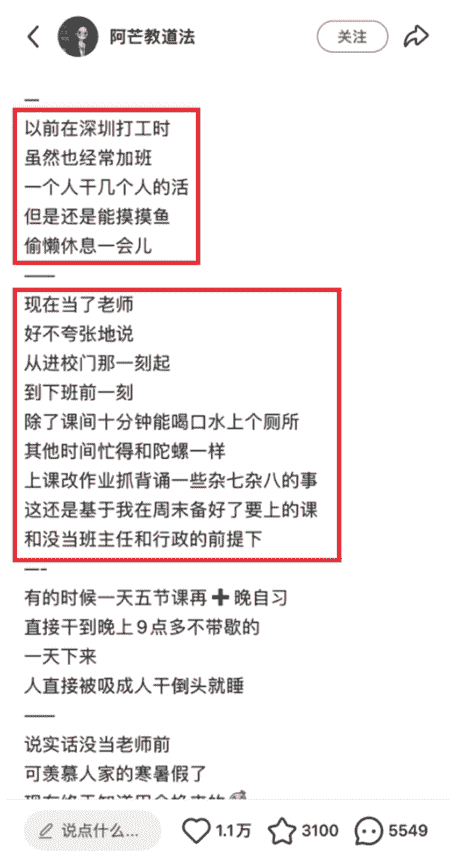 阿芒教道法
关注
以前在深圳打工时
虽然也经常加班
一个人干几个人的活
但是还是能摸摸鱼
偷懒休息一会儿
现在当了老师
好不夸张地说
从进校门那一刻起
到下班前一刻
除了课间十分钟能喝口水上个厕所
其他时间忙得和陀螺一样
上课改作业抓背诵一些杂七杂八的事
这还是基于我在周末备好了要上的课
和没当班主任和行政的前提下
有的时候一天五节课再➕晚自习
直接干到晚上9点多不带歇的
一天下来
人直接被吸成人干倒头就睡
说实话没当老师前
可羡慕人家的寒暑假了
说点什么...
1.1万
3100
5549